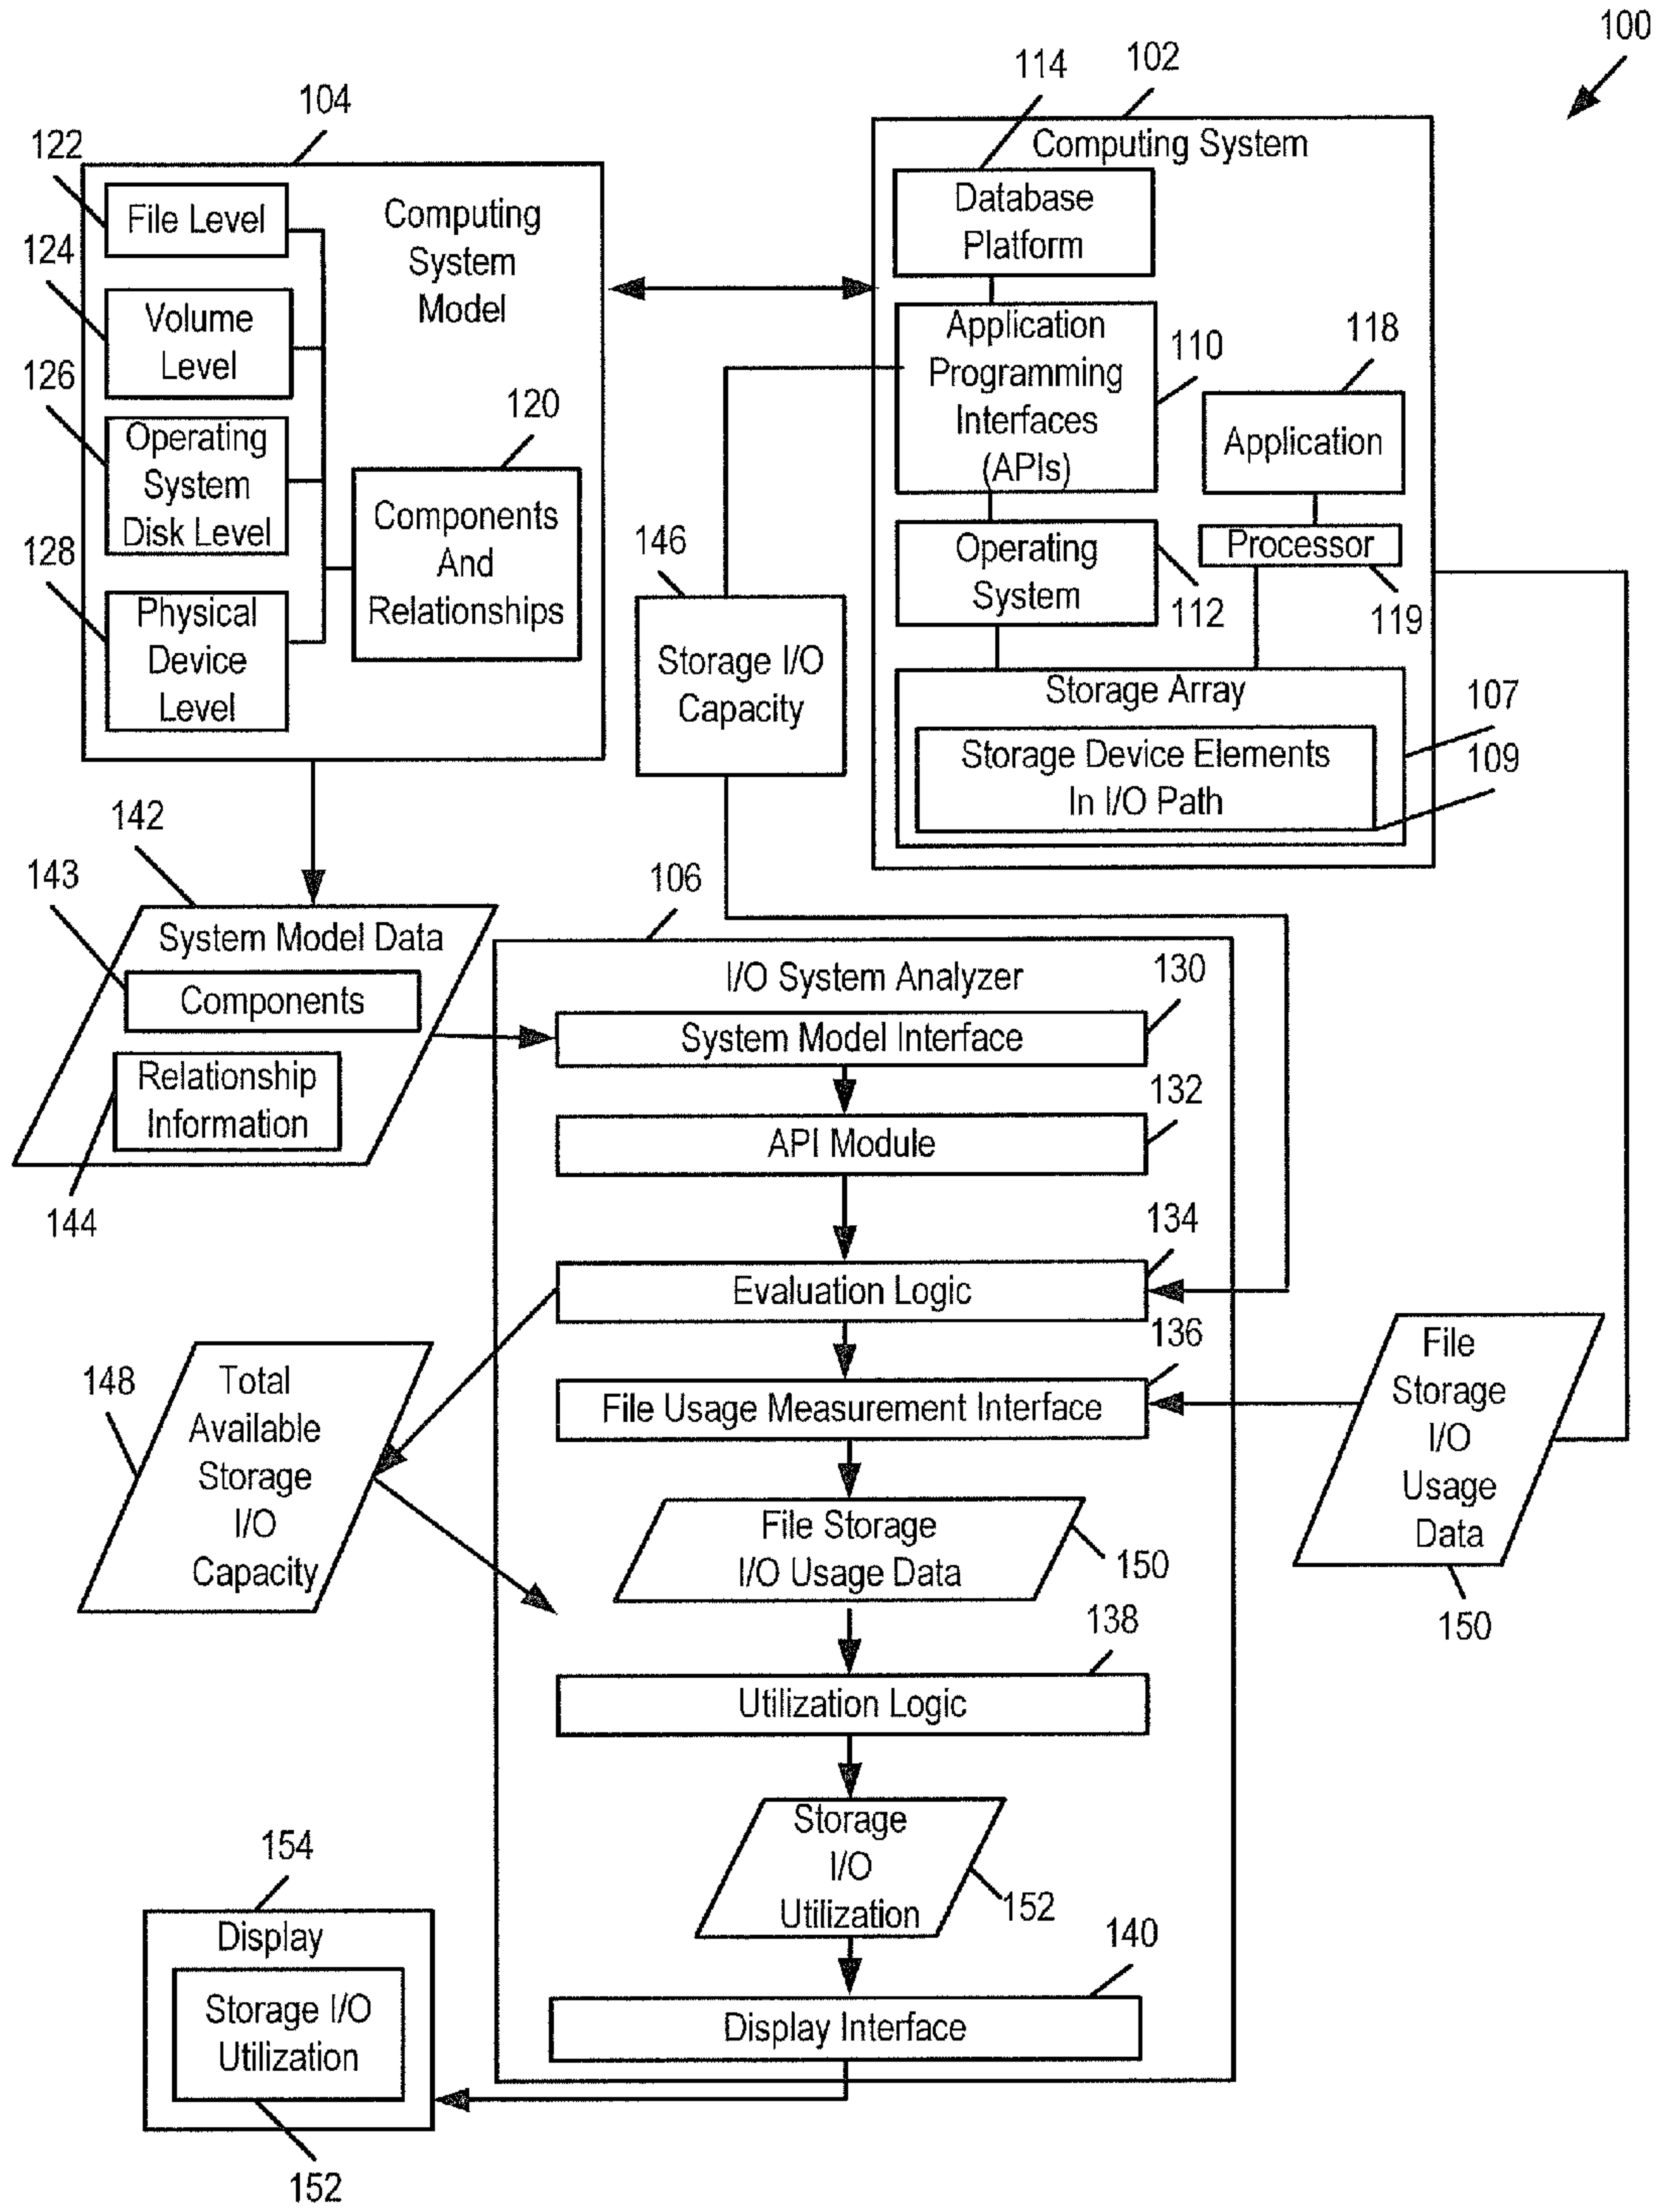 100
114
102
Computing System
104
122
Database
Platform
File Level
Computing
System
Model
124
Volume
Level
Application
Programming
Interfaces
(APIs)
110
118
Application
126
Operating
System
Disk Level
120
Components
And
Relationships
128
Physical
Device
Level
146
Storage I/O
Capacity
Operating
System
112
Processor
119
Storage Array
107
Storage Device Elements
In I/O Path
109
142
143
System Model Data
Components
Relationship
Information
144
106
I/O System Analyzer
130
System Model Interface
132
API Module
134
Evaluation Logic
136
File Usage Measurement Interface
148
Total
Available
Storage
I/O
Capacity
File
Storage
I/O
Usage
Data
150
File Storage
I/O Usage Data
150
138
Utilization Logic
Storage
I/O
Utilization
152
140
Display Interface
154
Display
Storage I/O
Utilization
152